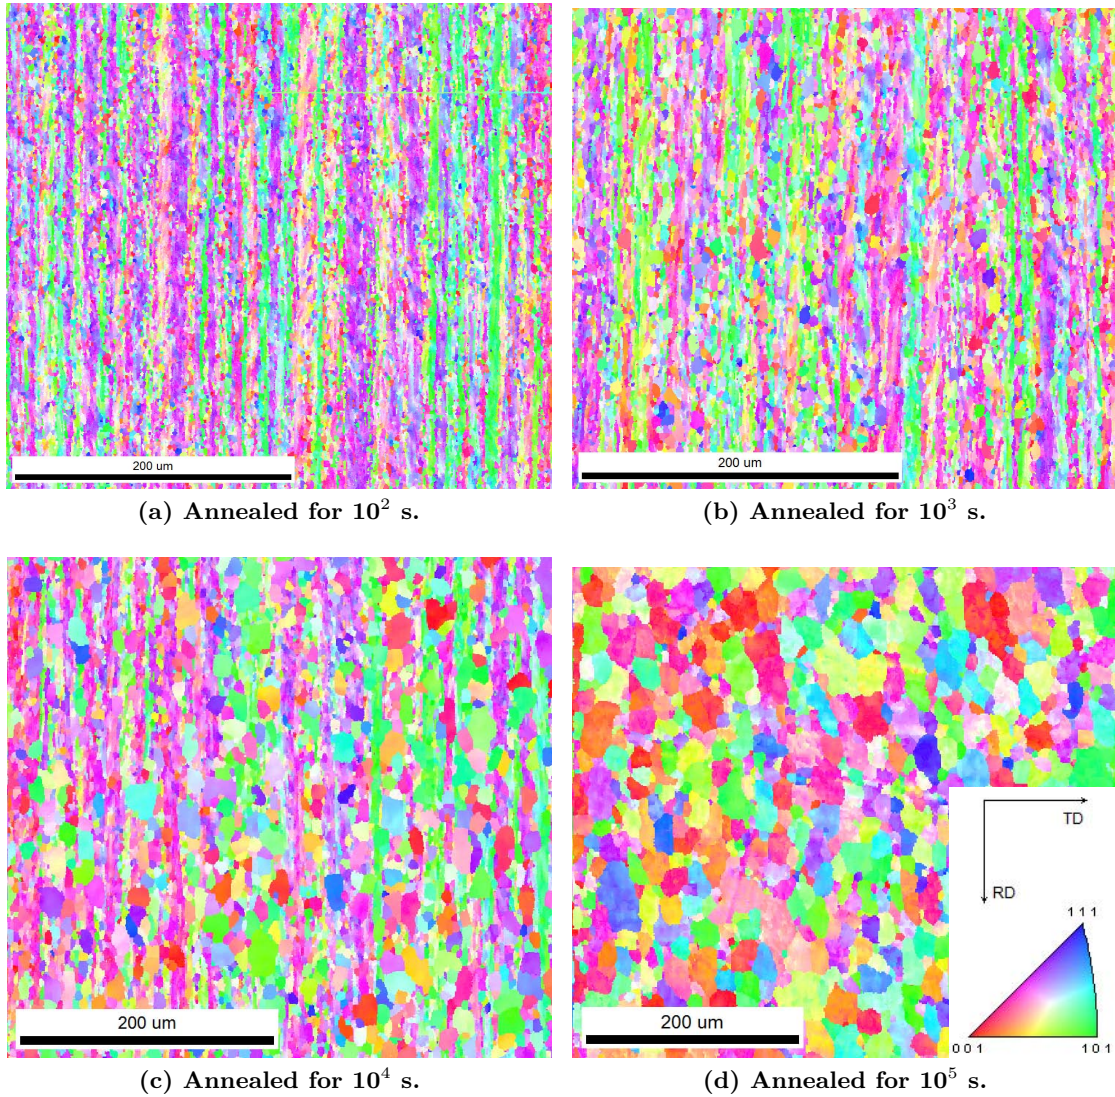 200 um
200 um
(a) Annealed for 10² s.
(b) Annealed for 10³ s.
200 um
200 um
TD
RD
1 1 1
0 0 1
1 0 1
(c) Annealed for 10⁴ s.
(d) Annealed for 10⁵ s.